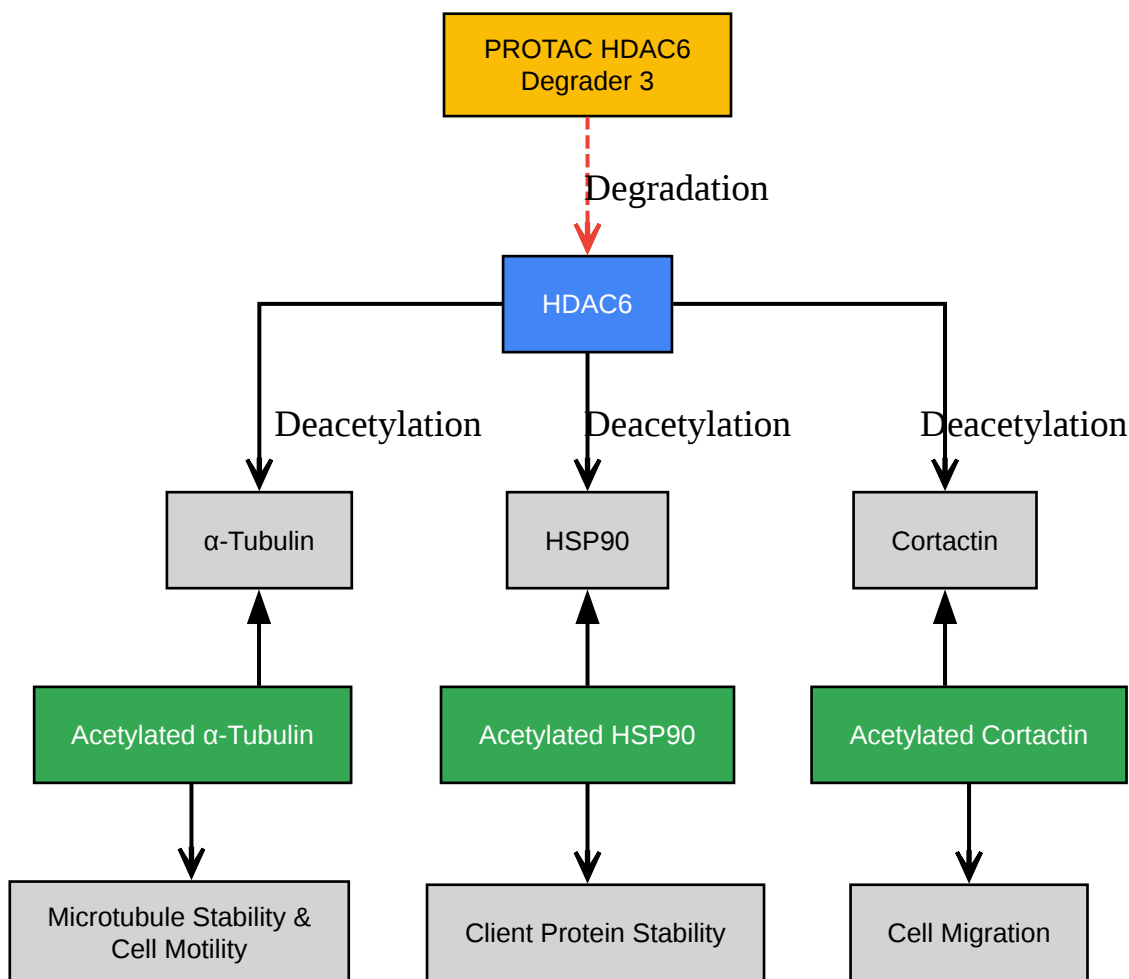 PROTAC HDAC6
Degrader 3
Degradation
HDAC6
Deacetylation
Deacetylation
Deacetylation
α-Tubulin
HSP90
Cortactin
Acetylated α-Tubulin
Acetylated HSP90
Acetylated Cortactin
Microtubule Stability &
Cell Motility
Client Protein Stability
Cell Migration